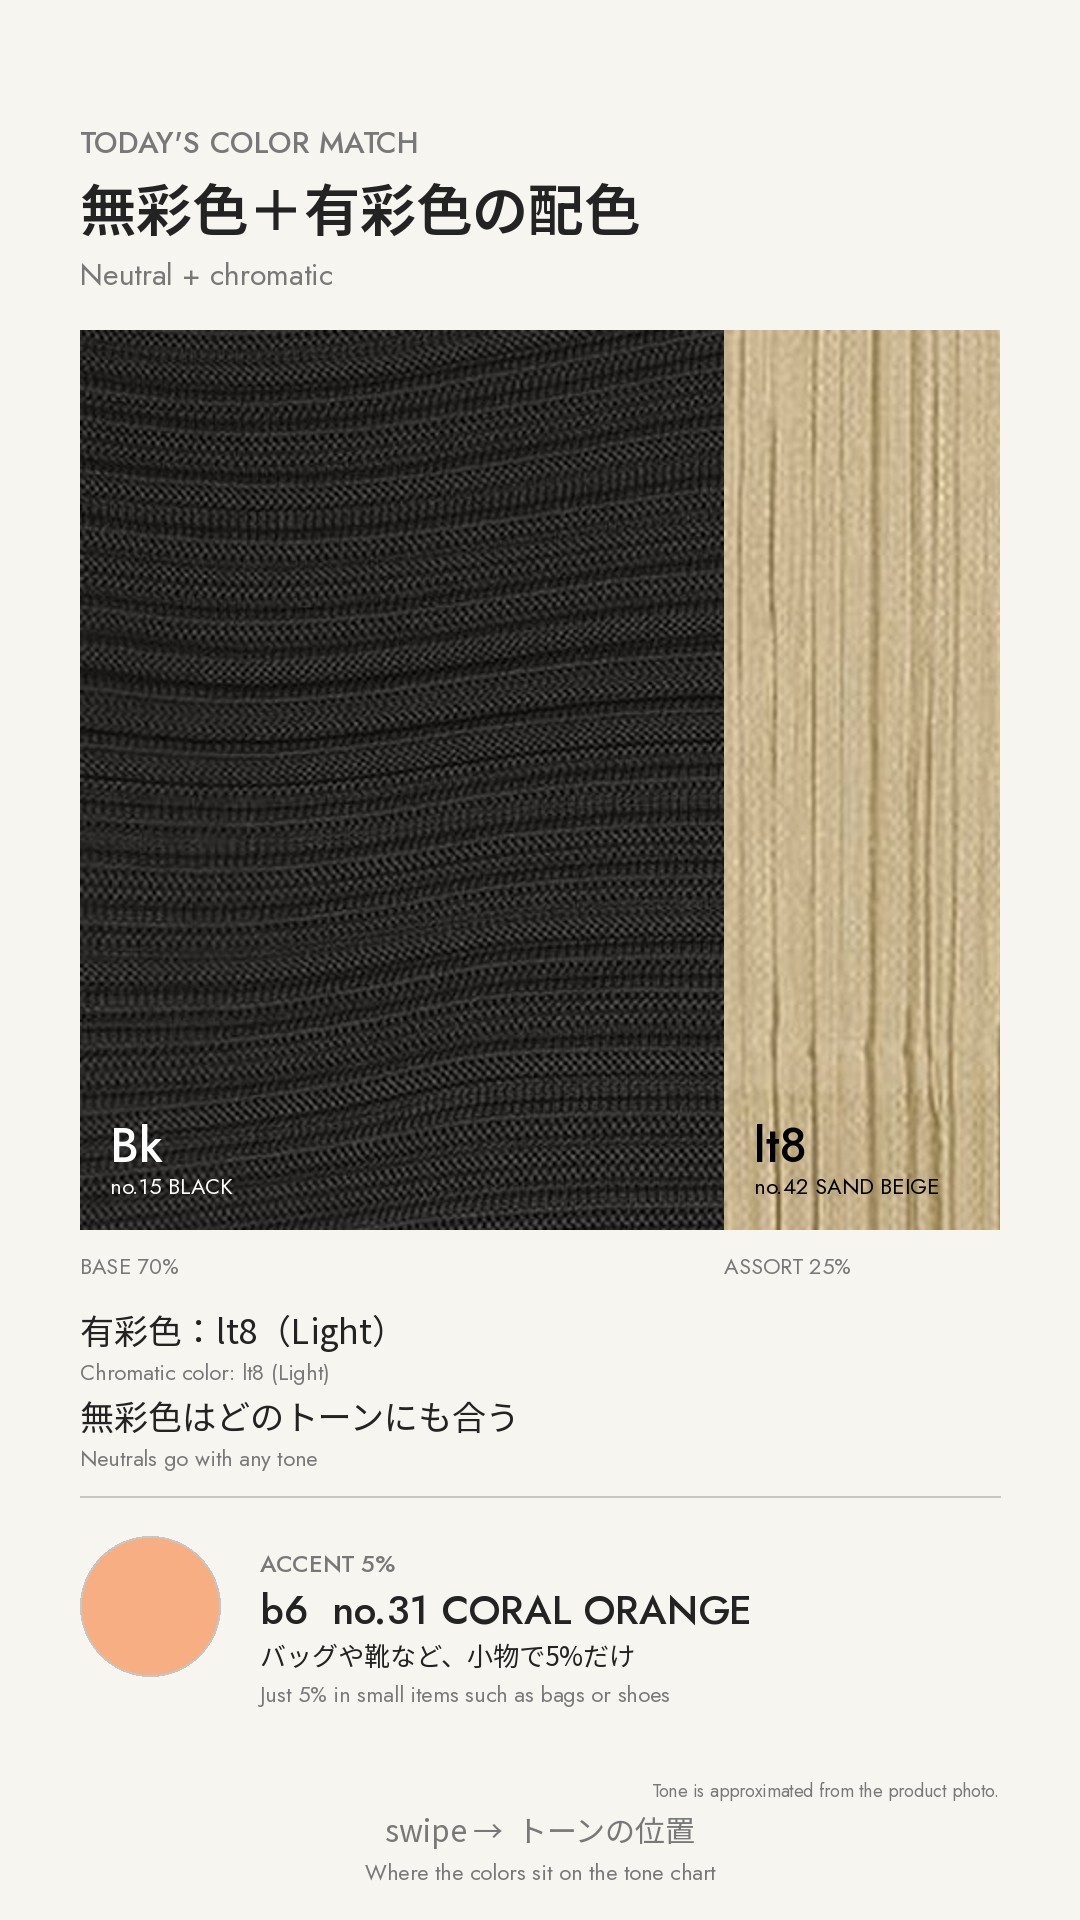 TODAY'S COLOR MATCH
無彩色＋有彩色の配色
Neutral + chromatic
Bk
no.15 BLACK
lt8
no.42 SAND BEIGE
BASE 70%
ASSORT 25%
有彩色：lt8（Light）
Chromatic color: lt8 (Light)
無彩色はどのトーンにも合う
Neutrals go with any tone
ACCENT 5%
b6 no.31 CORAL ORANGE
バッグや靴など、小物で5%だけ
Just 5% in small items such as bags or shoes
Tone is approximated from the product photo.
swipe → トーンの位置
Where the colors sit on the tone chart